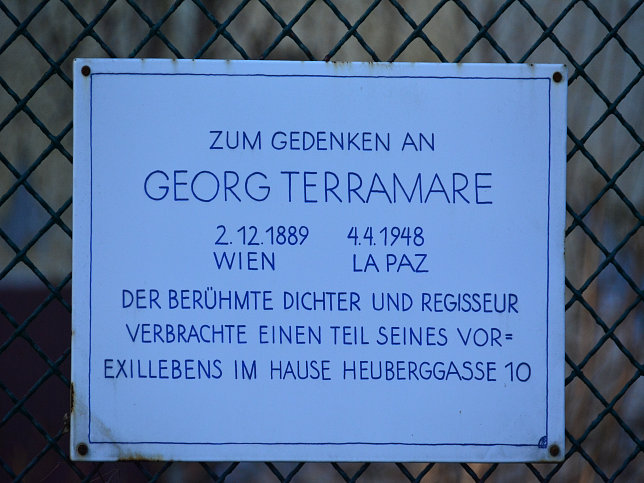 ZUM GEDENKEN AN
GEORG TERRAMARE
2.12.1889 4.4.1948
WIEN LA PAZ
DER BERÜHMTE DICHTER UND REGISSEUR
VERBRACHTE EINEN TEIL SEINES VOR=
EXILLEBENS IM HAUSE HEUBERGGASSE 10